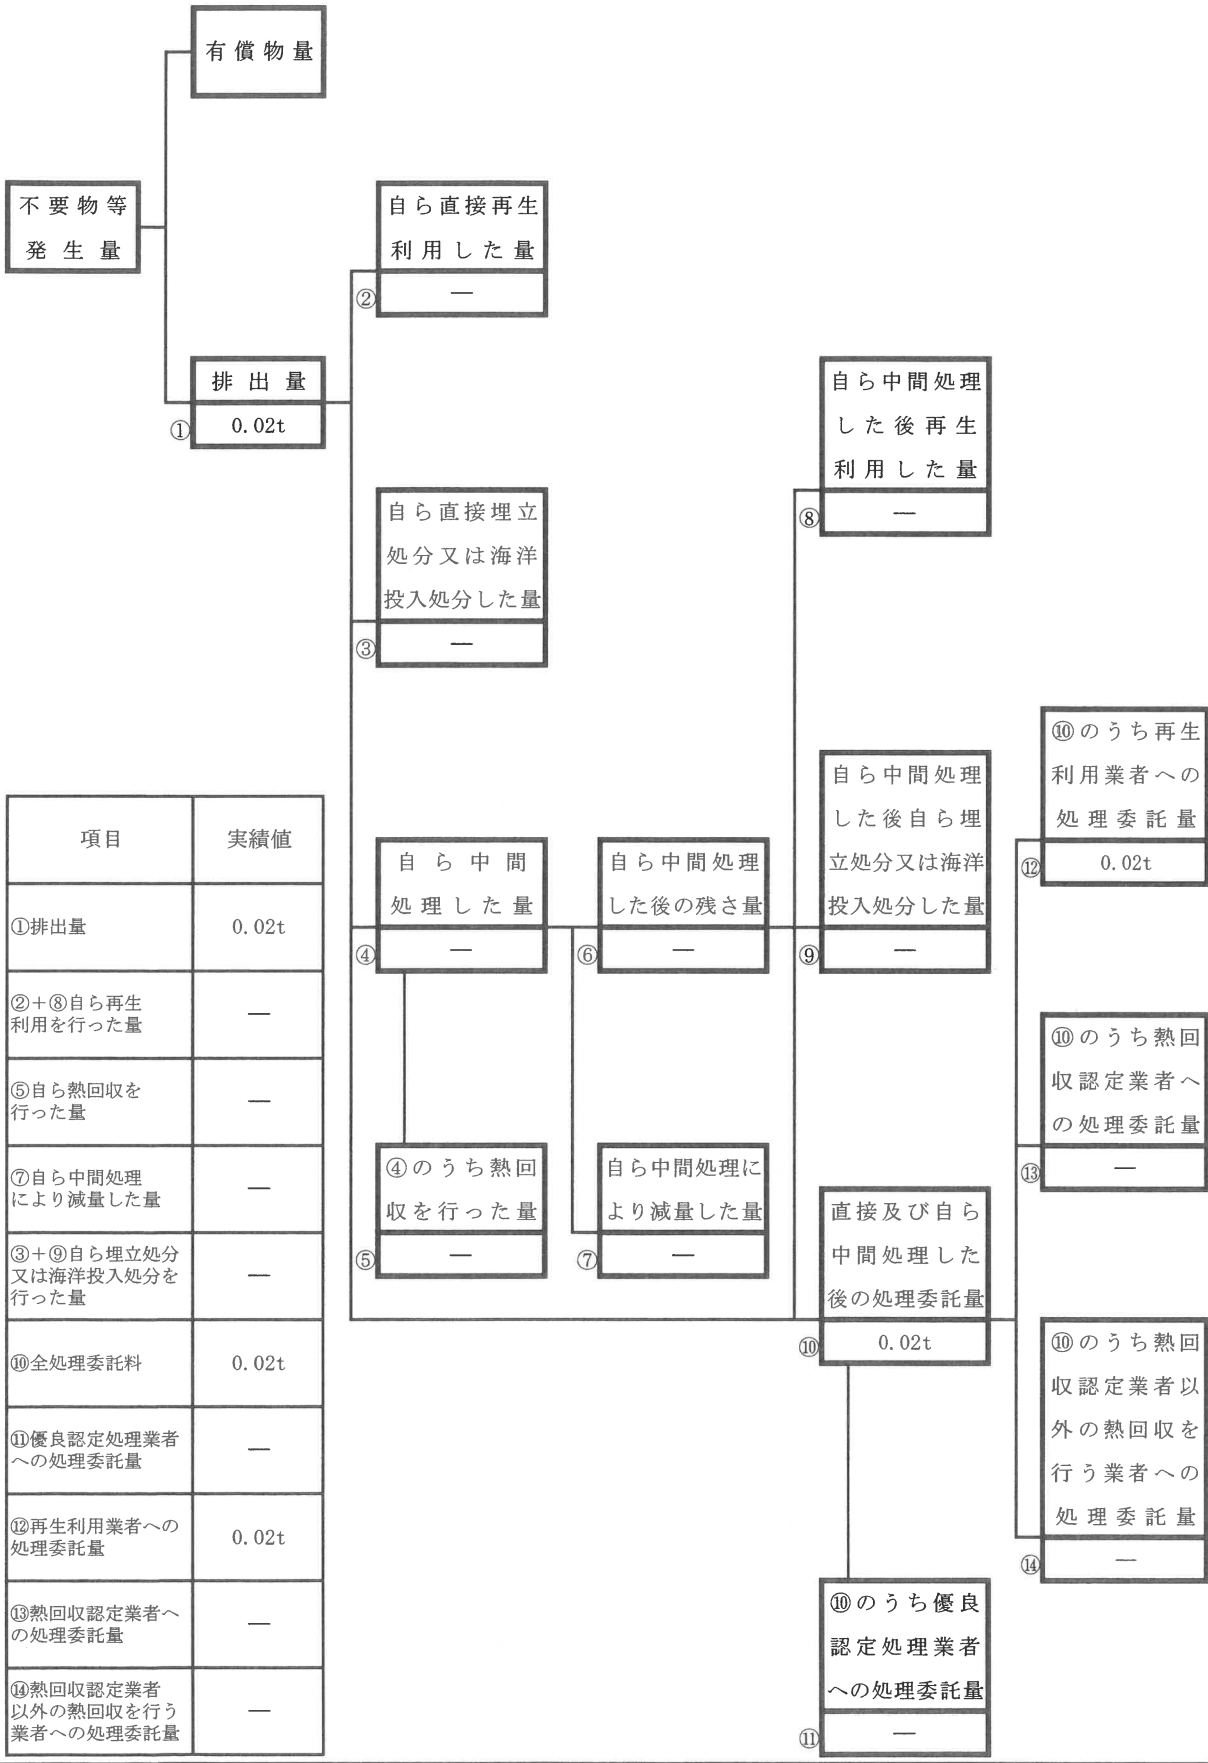 有償物量
不要物等
発生量
自ら直接再生
利用した量
②
―
排出量
①
0.02t
自ら中間処理
した後再生
利用した量
⑧
―
自ら直接埋立
処分又は海洋
投入処分した量
③
―
⑩のうち再生
利用業者への
処理委託量
⑫
0.02t
自ら中間処理
した後自ら埋
立処分又は海洋
投入処分した量
⑨
―
自ら中間
処理した量
④
―
自ら中間処理
した後の残さ量
⑥
―
⑩のうち熱回
収認定業者へ
の処理委託量
⑬
―
④のうち熱回
収を行った量
⑤
―
自ら中間処理に
より減量した量
⑦
―
直接及び自ら
中間処理した
後の処理委託量
⑩
0.02t
⑩のうち熱回
収認定業者以
外の熱回収を
行う業者への
処理委託量
⑭
―
⑩のうち優良
認定処理業者
への処理委託量
⑪
―
項目 実績値
①排出量 0.02t
②+⑧自ら再生
利用を行った量
―
⑤自ら熱回収を
行った量
―
⑦自ら中間処理
により減量した量
―
③+⑨自ら埋立処分
又は海洋投入処分を
行った量
―
⑩全処理委託料 0.02t
⑪優良認定処理業者
への処理委託量
―
⑫再生利用業者への
処理委託量
0.02t
⑬熱回収認定業者へ
の処理委託量
―
⑭熱回収認定業者
以外の熱回収を行う
業者への処理委託量
―